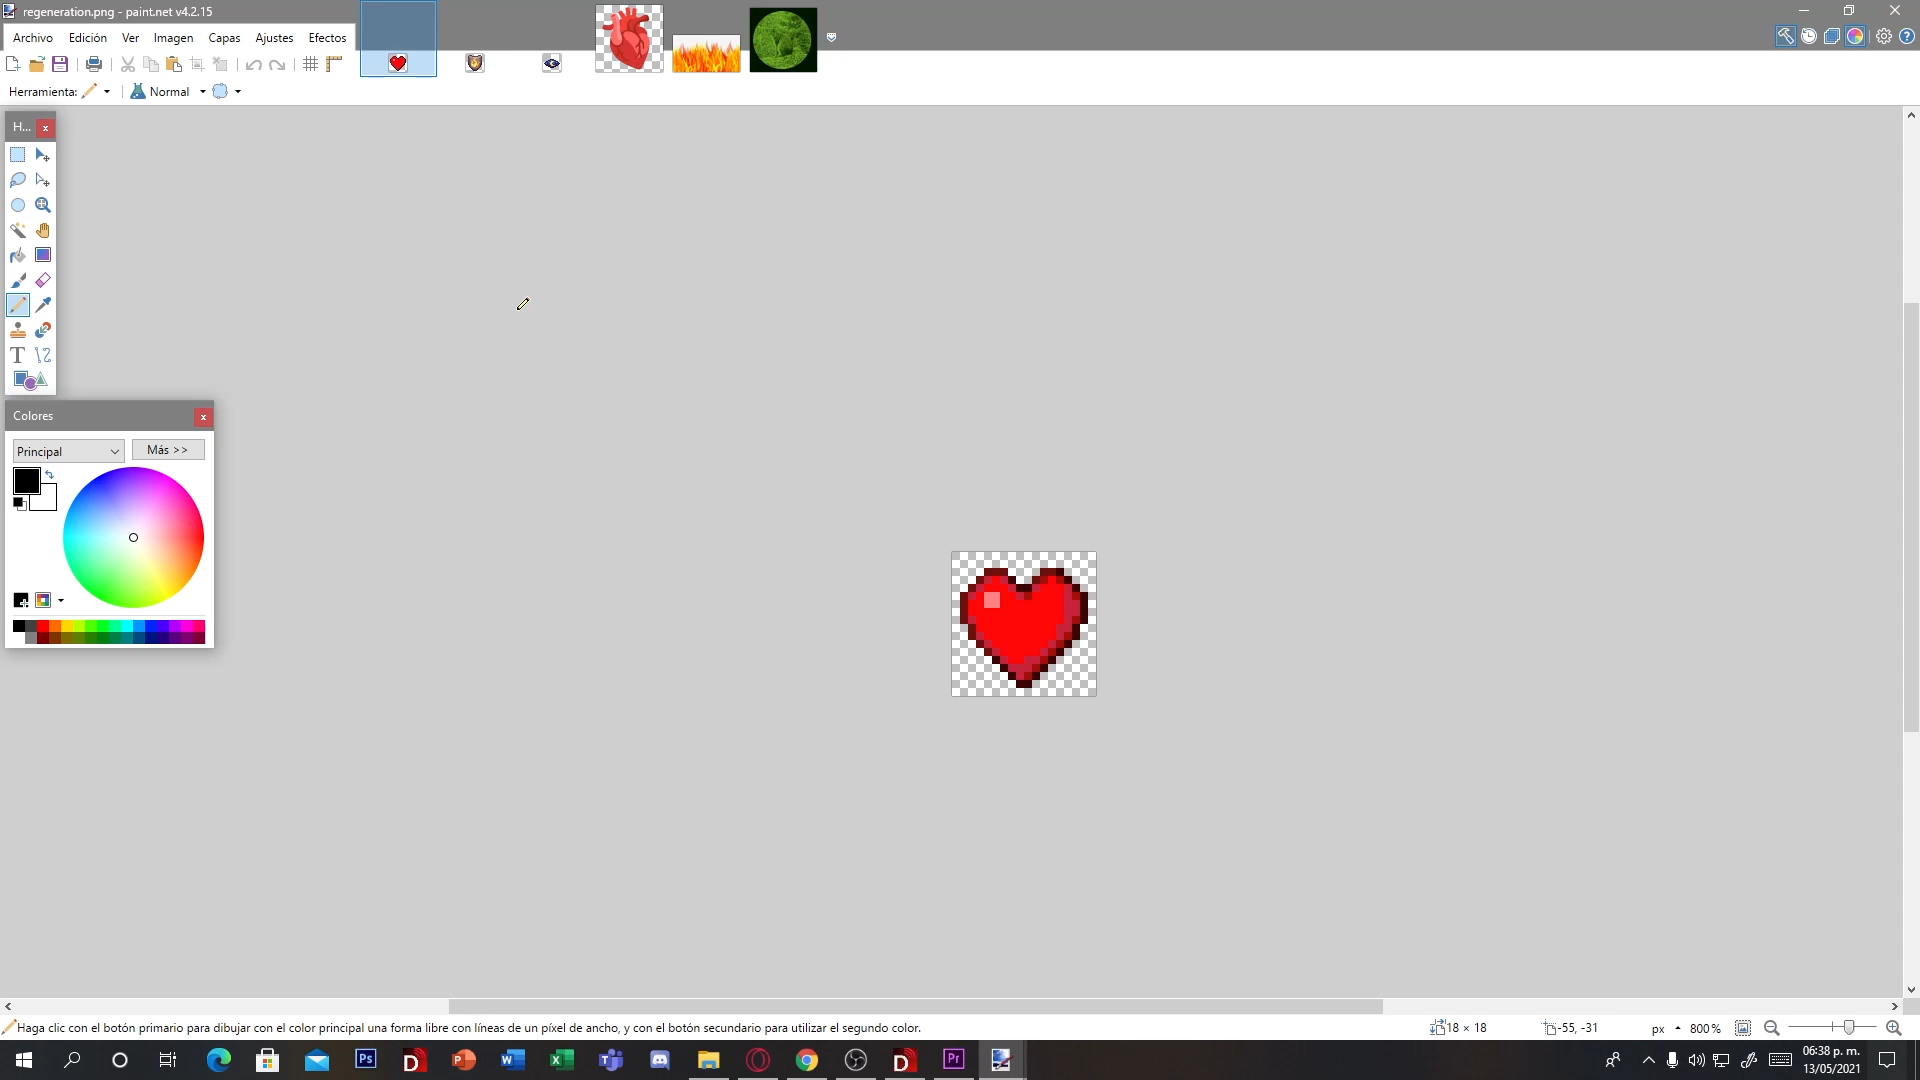 regeneration.png - paint.net v4.2.15
Archivo Edición Ver Imagen Capas Ajustes Efectos
Herramienta: Normal
H...
Colores
Principal Más >>
Haga clic con el botón primario para dibujar con el color principal una forma libre con líneas de un píxel de ancho, y con el botón secundario para utilizar el segundo color.
18 × 18 -55, -31 px 800%
Ps D P W X T D Pr
06:38 p. m.
13/05/2021